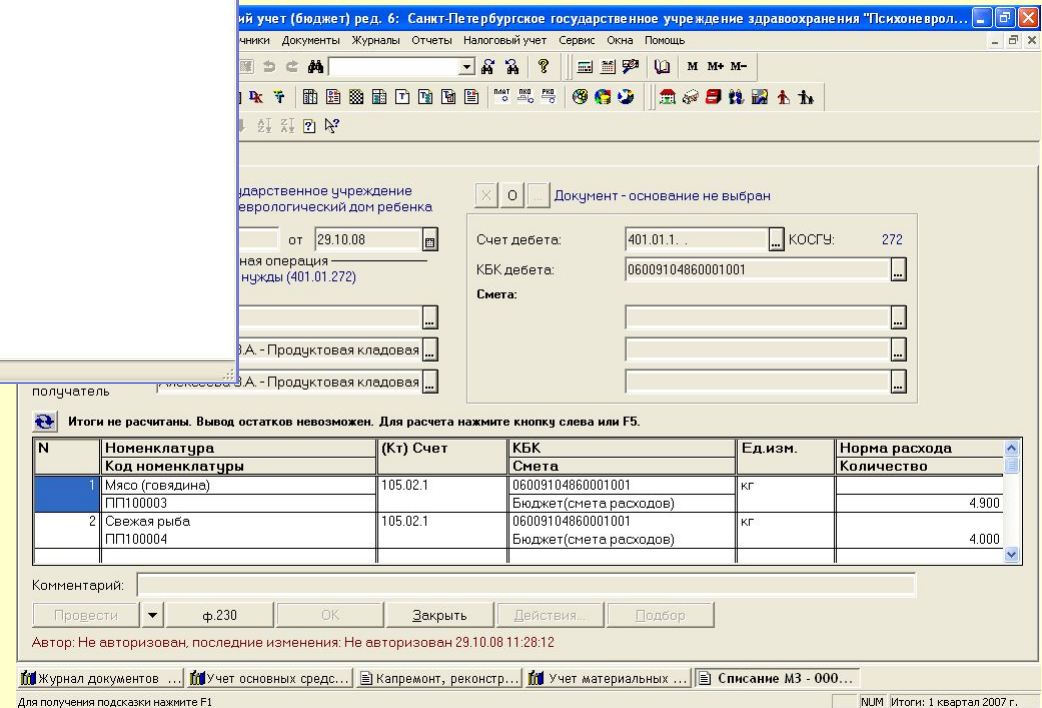 ий учет (бюджет) ред. 6: Санкт-Петербургское государственное учреждение здравоохранения "Психоневрол...
чники Документы Журналы Отчеты Налоговый учет Сервис Окна Помощь
M M+ M-
ударственное учреждение
еврологический дом ребенка
О ... Документ - основание не выбран
от 29.10.08
Счет дебета: 401.01.1. . ... КОСГУ: 272
ная операция
нужды (401.01.272)
КБК дебета: 06009104860001001 ...
Смета:
З.А. - Продуктовая кладовая ...
получатель Алексеева З.А. - Продуктовая кладовая ...
Итоги не расчитаны. Вывод остатков невозможен. Для расчета нажмите кнопку слева или F5.
N Номенклатура (Кт) Счет КБК Ед.изм. Норма расхода
Код номенклатуры Смета Количество
1 Мясо (говядина) 105.02.1 06009104860001001 кг
ПП100003 Бюджет(смета расходов) 4.900
2 Свежая рыба 105.02.1 06009104860001001 кг
ПП100004 Бюджет(смета расходов) 4.000
Комментарий:
Провести ф.230 OK Закрыть Действия... Подбор
Автор: Не авторизован, последние изменения: Не авторизован 29.10.08 11:28:12
Журнал документов ... Учет основных средс... Капремонт, реконстр... Учет материальных ... Списание МЗ - 000...
Для получения подсказки нажмите F1 NUM Итоги: 1 квартал 2007 г.